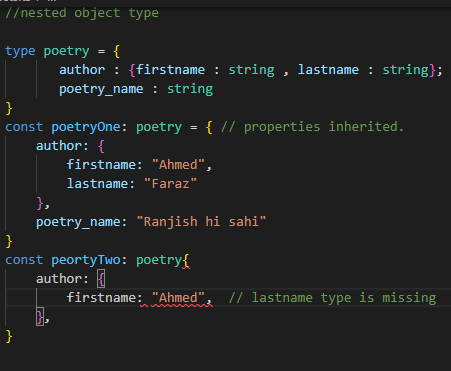 //nested object type
type poetry = {
author : {firstname : string , lastname : string};
poetry_name : string
}
const poetryOne: poetry = { // properties inherited.
author: {
firstname: "Ahmed",
lastname: "Faraz"
},
poetry_name: "Ranjish hi sahi"
}
const peortyTwo: poetry{
author: {
firstname: "Ahmed",  // lastname type is missing
},
}